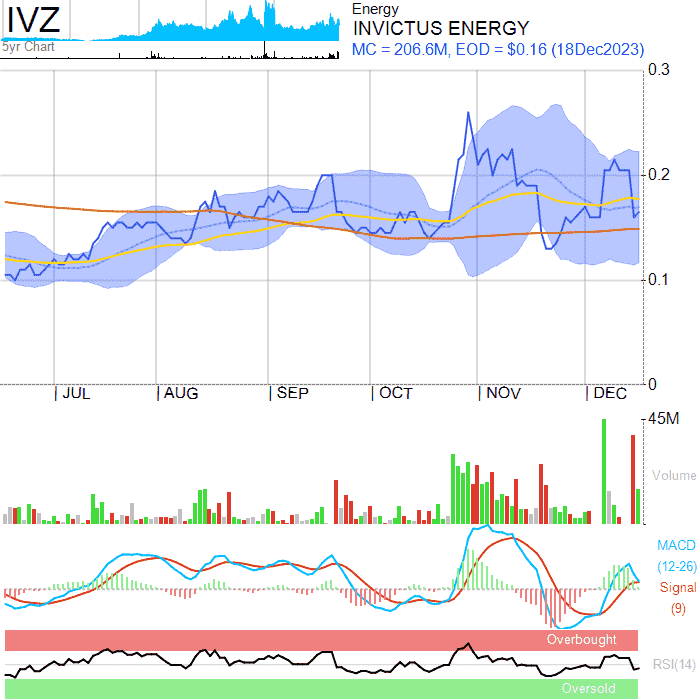 IVZ
5yr Chart
Energy
INVICTUS ENERGY
MC = 206.6M, EOD = $0.16 (18Dec2023)
0.3
0.2
0.1
0
JUL AUG SEP OCT NOV DEC
45M
Volume
MACD
(12-26)
Signal
(9)
Overbought
RSI(14)
Oversold